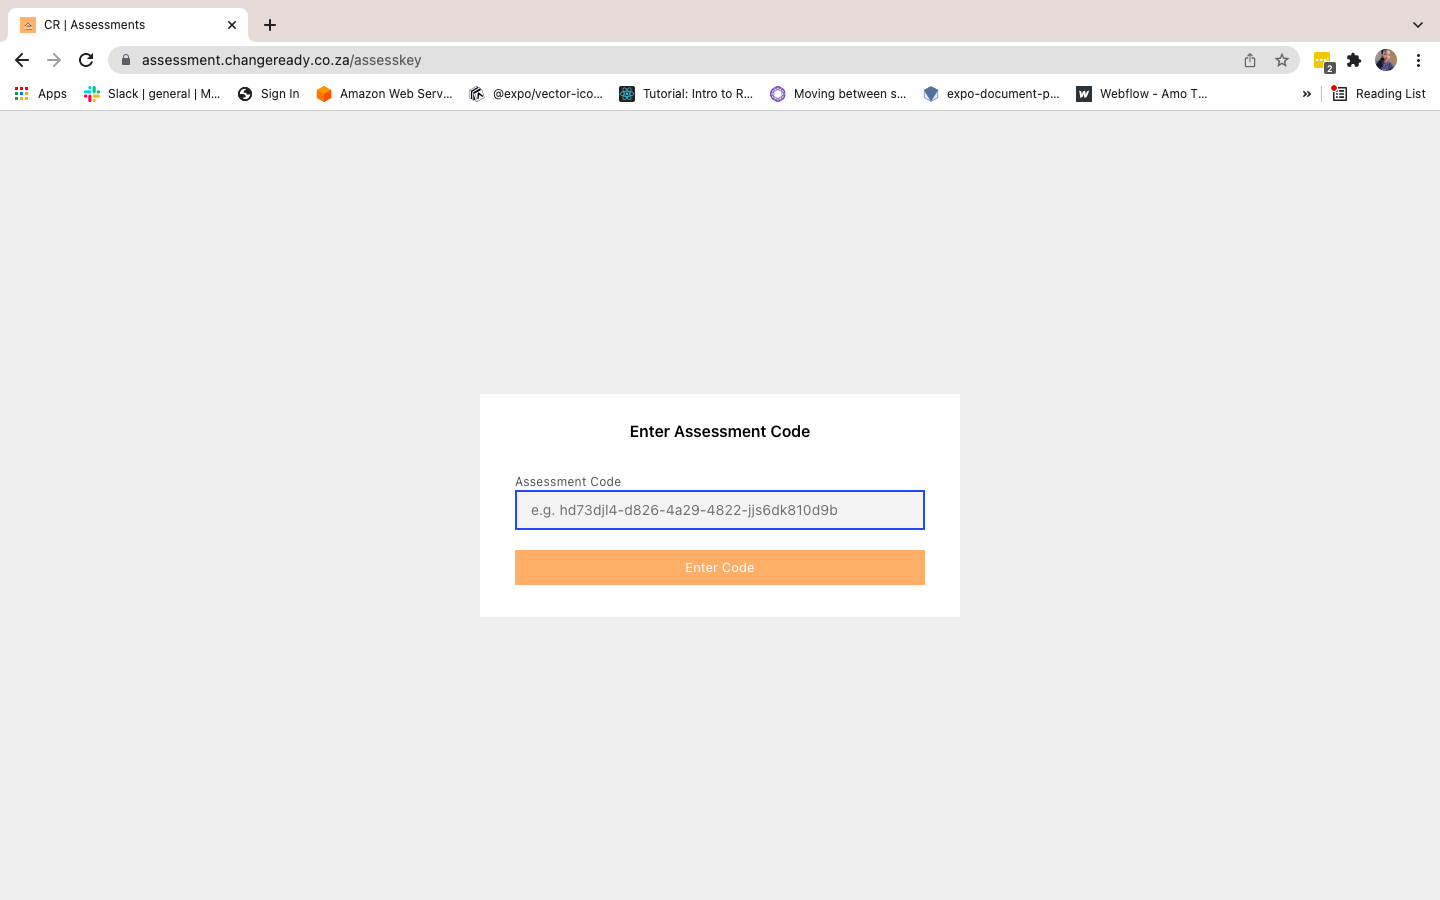 CR | Assessments
assessment.changeready.co.za/assesskey
2
Apps
Slack | general | M...
Sign In
Amazon Web Serv...
@expo/vector-ico...
Tutorial: Intro to R...
Moving between s...
expo-document-p...
Webflow - Amo T...
Reading List
Enter Assessment Code
Assessment Code
e.g. hd73djl4-d826-4a29-4822-jjs6dk810d9b
Enter Code